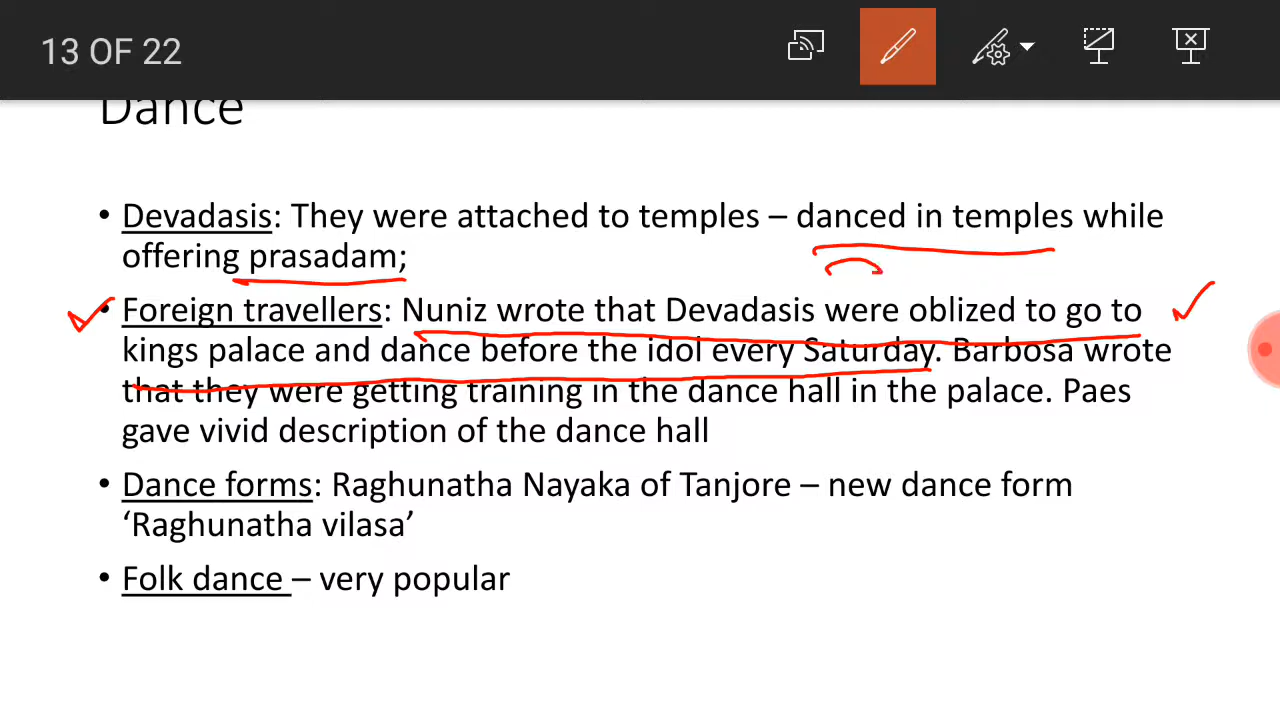 13 OF 22
Dance
• Devadasis: They were attached to temples – danced in temples while
offering prasadam;
• Foreign travellers: Nuniz wrote that Devadasis were oblized to go to
kings palace and dance before the idol every Saturday. Barbosa wrote
that they were getting training in the dance hall in the palace. Paes
gave vivid description of the dance hall
• Dance forms: Raghunatha Nayaka of Tanjore – new dance form
‘Raghunatha vilasa’
• Folk dance – very popular